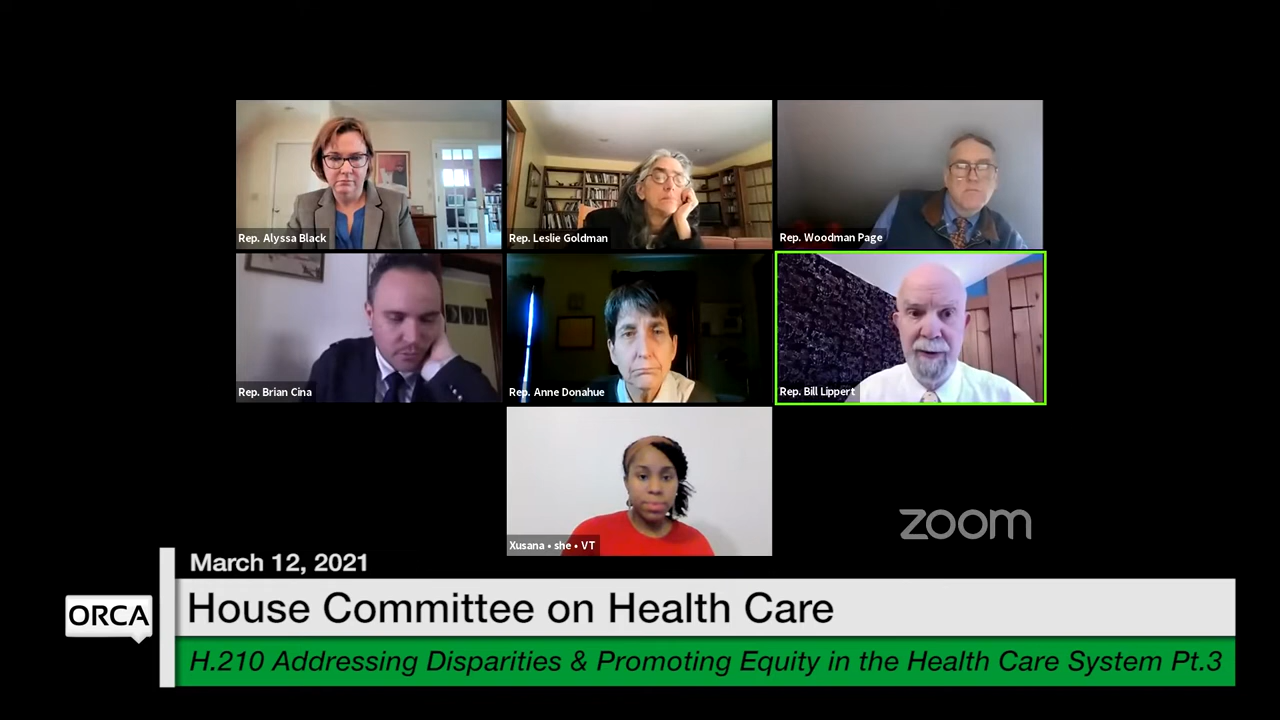 Rep. Alyssa Black
Rep. Leslie Goldman
Rep. Woodman Page
Rep. Brian Cina
Rep. Anne Donahue
Rep. Bill Lippert
Xusana • she • VT
zoom
March 12, 2021
ORCA
House Committee on Health Care
H.210 Addressing Disparities & Promoting Equity in the Health Care System Pt.3